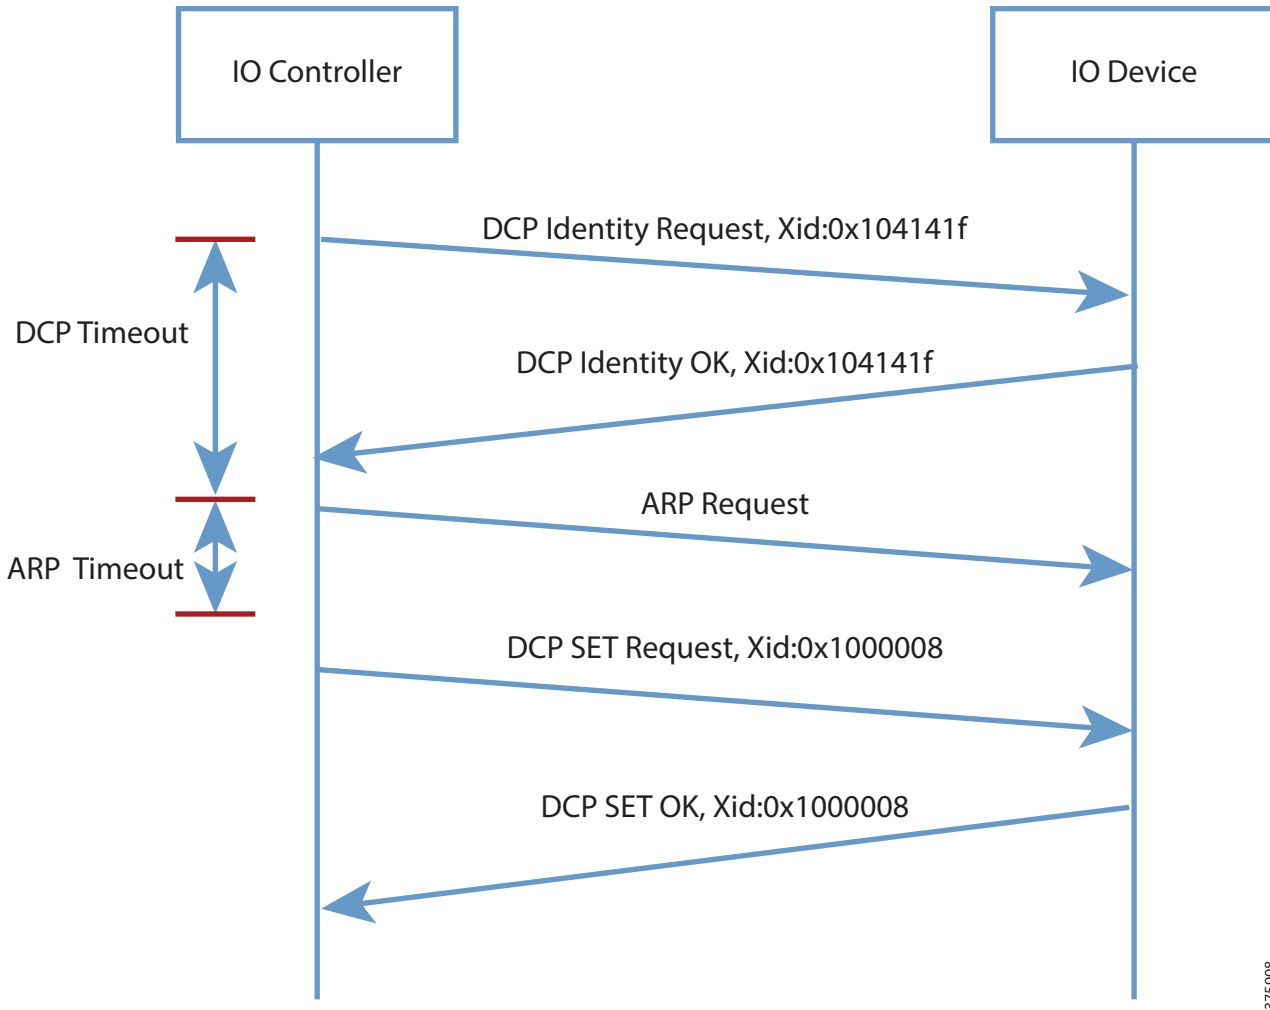 IO Controller
IO Device
DCP Identity Request, Xid:0x104141f
DCP Timeout
DCP Identity OK, Xid:0x104141f
ARP Request
ARP Timeout
DCP SET Request, Xid:0x1000008
DCP SET OK, Xid:0x1000008